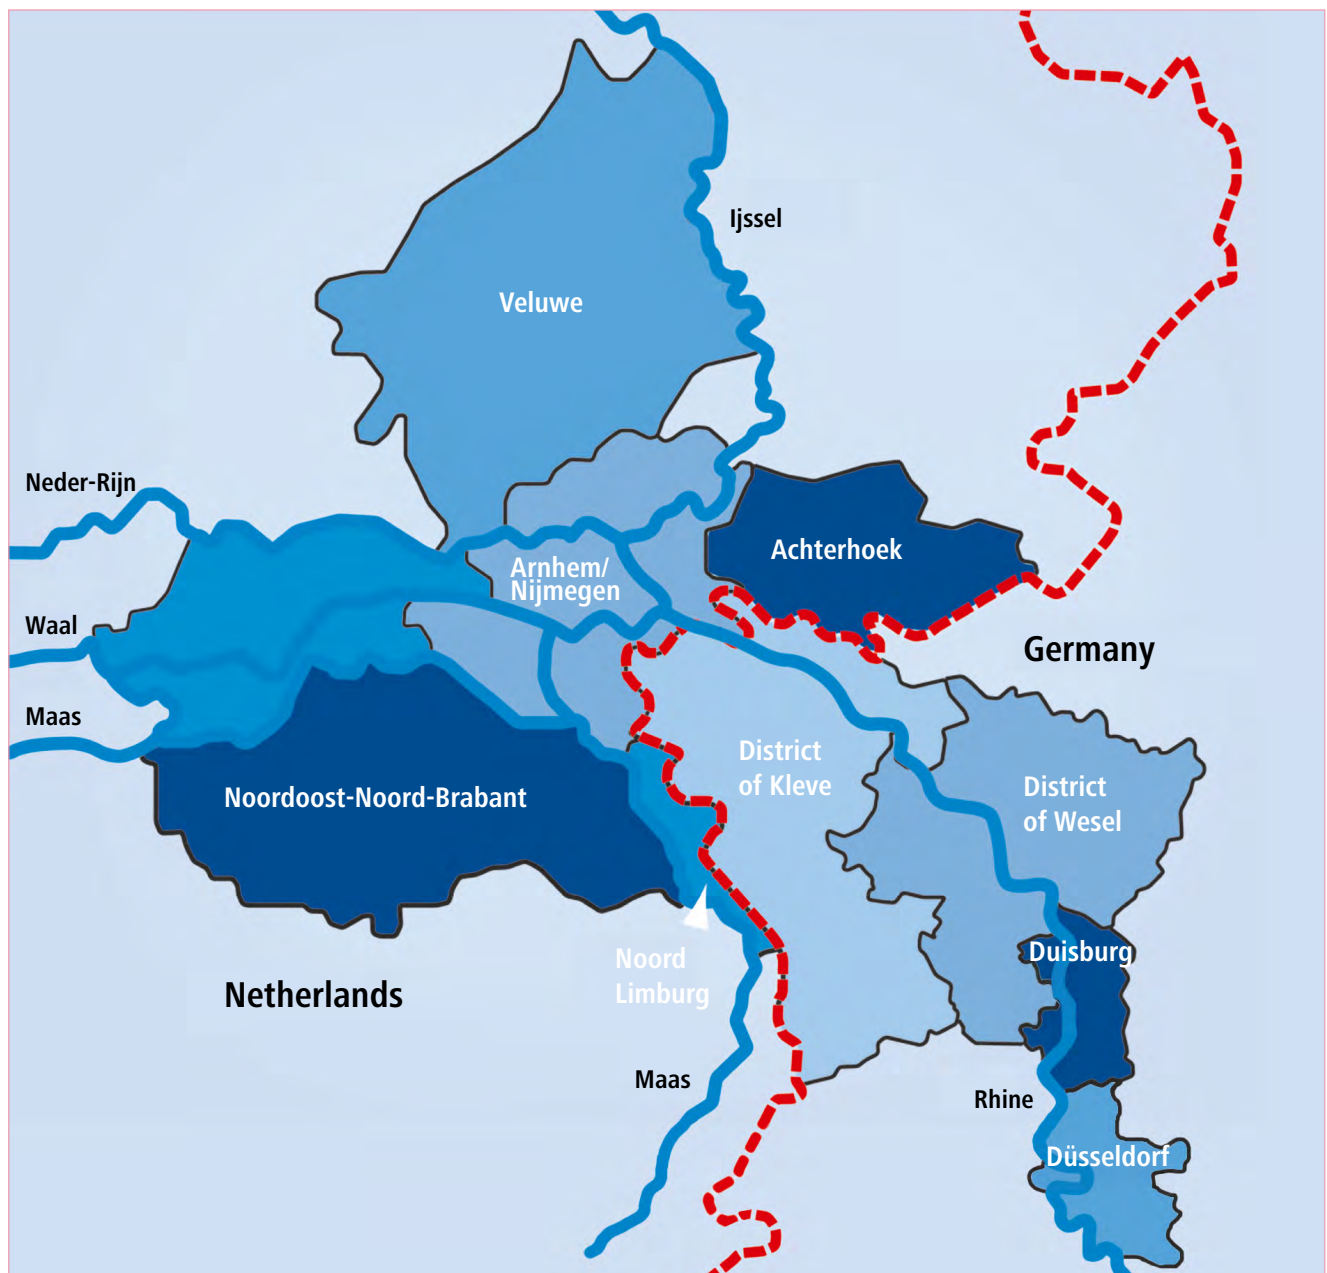 Ijssel
Veluwe
Neder-Rijn
Achterhoek
Arnhem/
Nijmegen
Waal
Germany
Maas
District
of Kleve
Noordoost-Noord-Brabant
District
of Wesel
Duisburg
Noord
Limburg
Netherlands
Maas
Rhine
Düsseldorf